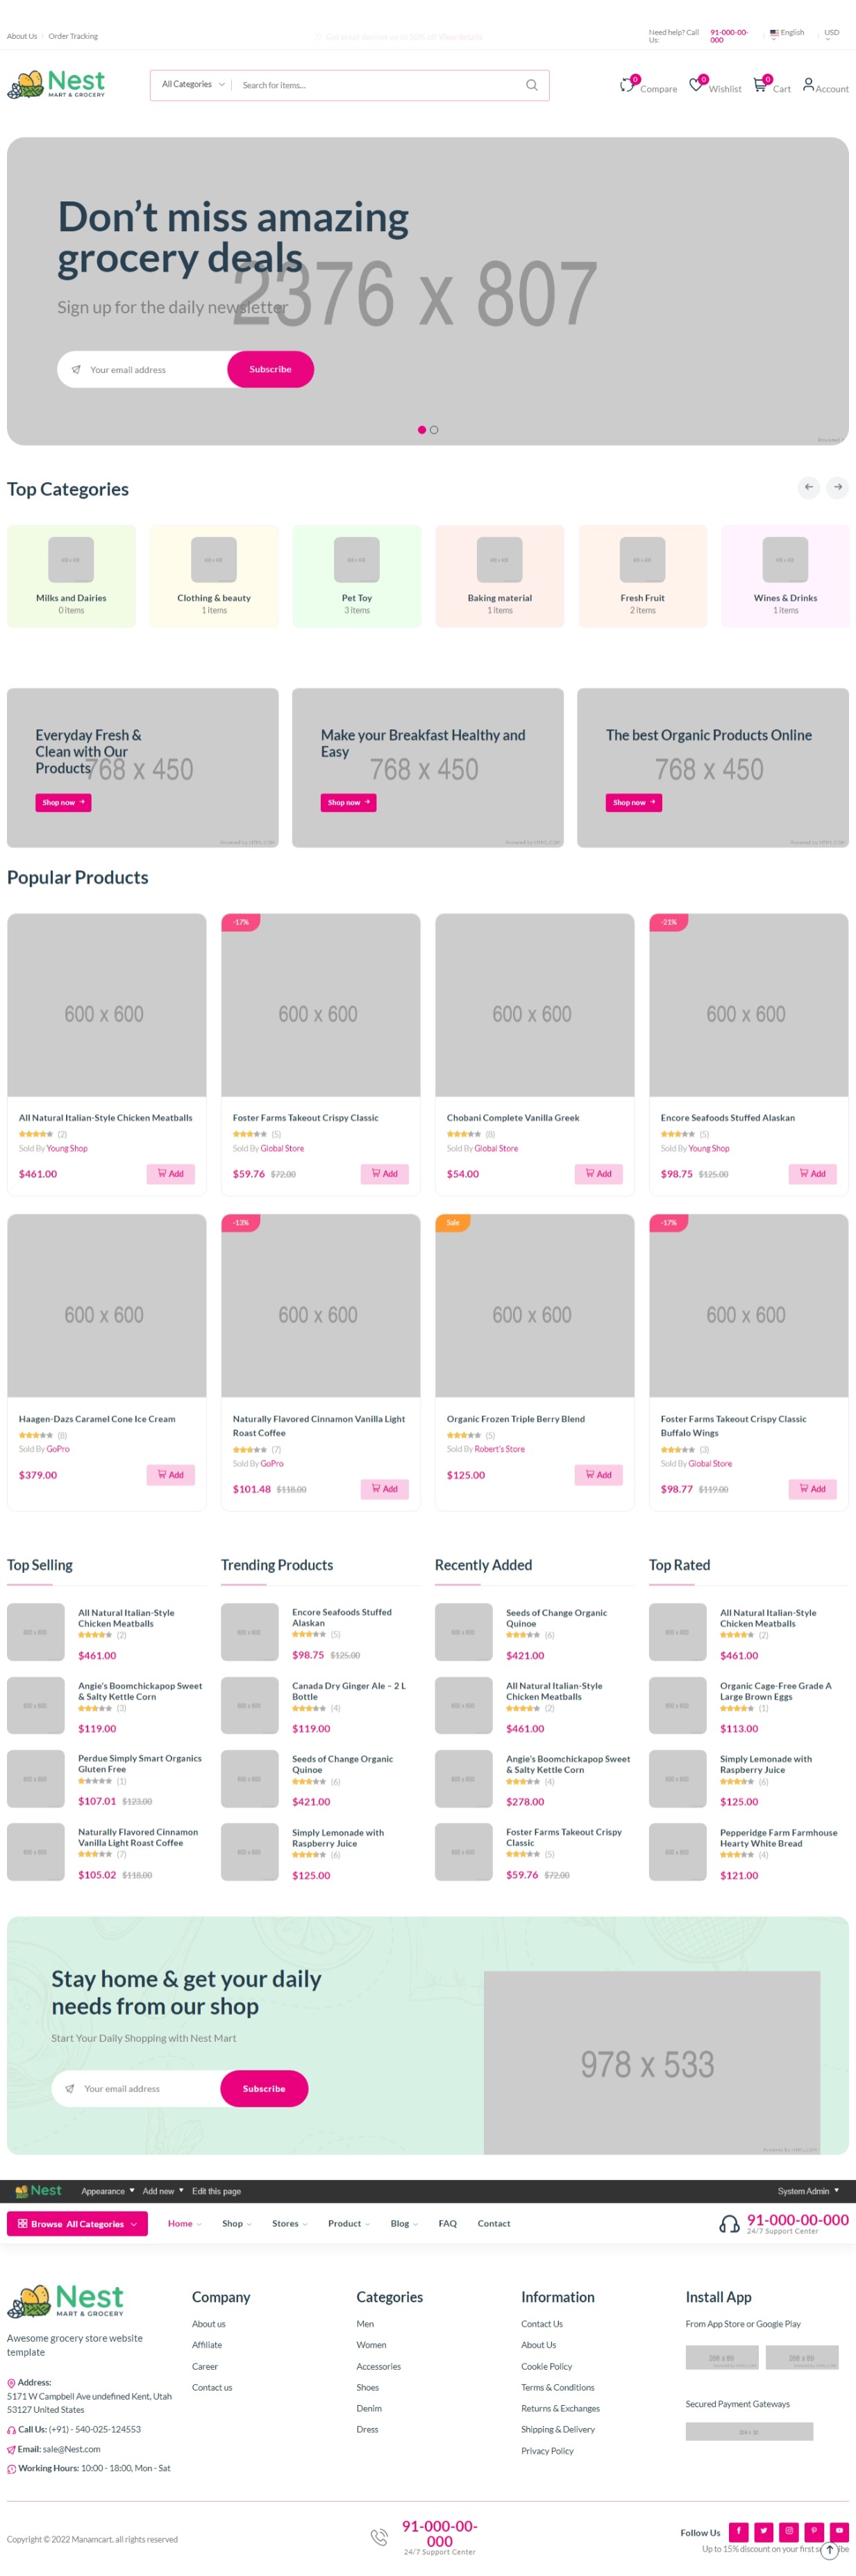 About Us
Order Tracking
Get great devices up to 50% off View details
Need help? Call Us:
91-000-00-000
English
USD
Nest
MART & GROCERY
All Categories
Search for items...
0
Compare
0
Wishlist
0
Cart
Account
Don’t miss amazing
grocery deals
2376 x 807
Sign up for the daily newsletter
Your email address
Subscribe
Top Categories
Milks and Dairies
0 items
Clothing & beauty
1 items
Pet Toy
3 items
Baking material
1 items
Fresh Fruit
2 items
Wines & Drinks
1 items
Everyday Fresh &
Clean with Our
Products
768 x 450
Shop now
Make your Breakfast Healthy and
Easy
768 x 450
Shop now
The best Organic Products Online
768 x 450
Shop now
Popular Products
600 x 600
All Natural Italian-Style Chicken Meatballs
(2)
Sold By Young Shop
$461.00
Add
-17%
600 x 600
Foster Farms Takeout Crispy Classic
(5)
Sold By Global Store
$59.76 $72.00
Add
600 x 600
Chobani Complete Vanilla Greek
(8)
Sold By Global Store
$54.00
Add
-21%
600 x 600
Encore Seafoods Stuffed Alaskan
(5)
Sold By Young Shop
$98.75 $125.00
Add
600 x 600
Haagen-Dazs Caramel Cone Ice Cream
(8)
Sold By GoPro
$379.00
Add
-13%
600 x 600
Naturally Flavored Cinnamon Vanilla Light
Roast Coffee
(7)
Sold By GoPro
$101.48 $118.00
Add
Sale
600 x 600
Organic Frozen Triple Berry Blend
(5)
Sold By Robert's Store
$125.00
Add
-17%
600 x 600
Foster Farms Takeout Crispy Classic
Buffalo Wings
(3)
Sold By Global Store
$98.77 $119.00
Add
Top Selling
All Natural Italian-Style
Chicken Meatballs
(2)
$461.00
Angie's Boomchickapop Sweet
& Salty Kettle Corn
(3)
$119.00
Perdue Simply Smart Organics
Gluten Free
(1)
$107.01 $123.00
Naturally Flavored Cinnamon
Vanilla Light Roast Coffee
(7)
$105.02 $118.00
Trending Products
Encore Seafoods Stuffed
Alaskan
(5)
$98.75 $125.00
Canada Dry Ginger Ale – 2 L
Bottle
(4)
$119.00
Seeds of Change Organic
Quinoe
(6)
$421.00
Simply Lemonade with
Raspberry Juice
(6)
$125.00
Recently Added
Seeds of Change Organic
Quinoe
(6)
$421.00
All Natural Italian-Style
Chicken Meatballs
(2)
$461.00
Angie's Boomchickapop Sweet
& Salty Kettle Corn
(4)
$278.00
Foster Farms Takeout Crispy
Classic
(5)
$59.76 $72.00
Top Rated
All Natural Italian-Style
Chicken Meatballs
(2)
$461.00
Organic Cage-Free Grade A
Large Brown Eggs
(1)
$113.00
Simply Lemonade with
Raspberry Juice
(6)
$125.00
Pepperidge Farm Farmhouse
Hearty White Bread
(4)
$121.00
Stay home & get your daily
needs from our shop
Start Your Daily Shopping with Nest Mart
Your email address
Subscribe
978 x 533
Nest
Appearance
Add new
Edit this page
System Admin
Browse All Categories
Home
Shop
Stores
Product
Blog
FAQ
Contact
91-000-00-000
24/7 Support Center
Nest
MART & GROCERY
Awesome grocery store website
template
Address:
5171 W Campbell Ave undefined Kent, Utah
53127 United States
Call Us: (+91) - 540-025-124553
Email: sale@Nest.com
Working Hours: 10:00 - 18:00, Mon - Sat
Company
About us
Affiliate
Career
Contact us
Categories
Men
Women
Accessories
Shoes
Denim
Dress
Information
Contact Us
About Us
Cookie Policy
Terms & Conditions
Returns & Exchanges
Shipping & Delivery
Privacy Policy
Install App
From App Store or Google Play
Secured Payment Gateways
Copyright © 2022 Manamcart. all rights reserved
91-000-00-
000
24/7 Support Center
Follow Us
Up to 15% discount on your first